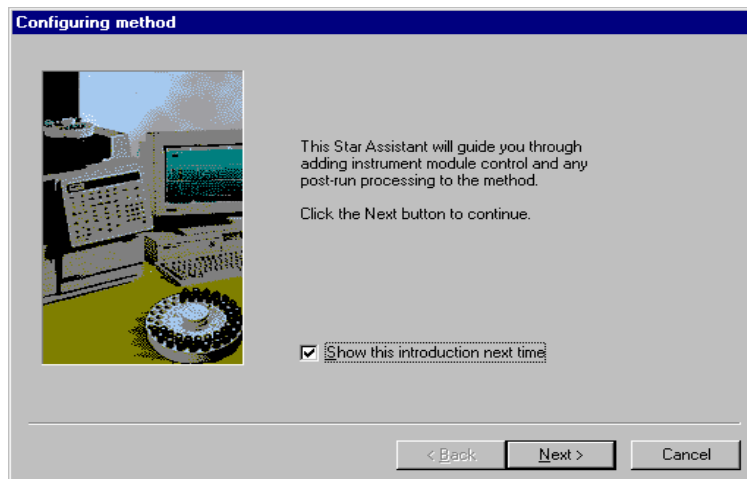 Configuring method
This Star Assistant will guide you through
adding instrument module control and any
post-run processing to the method.
Click the Next button to continue.
Show this introduction next time
< Back
Next >
Cancel